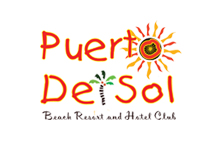 Puerto
Del Sol
Beach Resort and Hotel Club